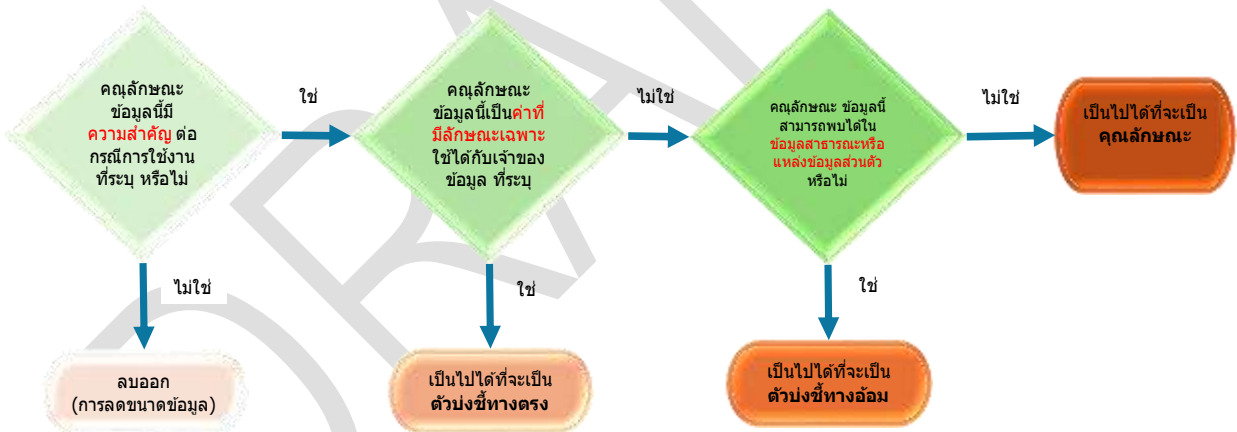 คณุลักษณะ
ข้อมูลนี้มี
ความสำคัญ ต่อ
กรณีการใช้งาน
ที่ระบุ หรือไม่
ใช่
คณุลักษณะ
ข้อมูลนี้เป็นค่าที่
มีลักษณะเฉพาะ
ใช้ได้กับเจ้าของ
ข้อมูล ที่ระบุ
ไม่ใช่
คณุลักษณะ ข้อมูลนี้
สามารถพบได้ใน
ข้อมูลสาธารณะหรือ
แหล่งข้อมูลส่วนตัว
หรือไม่
ไม่ใช่
เป็นไปได้ที่จะเป็น
คุณลักษณะ
ไม่ใช่
ใช่
ใช่
ลบออก
(การลดขนาดข้อมูล)
เป็นไปได้ที่จะเป็น
ตัวบ่งชี้ทางตรง
เป็นไปได้ที่จะเป็น
ตัวบ่งชี้ทางอ้อม